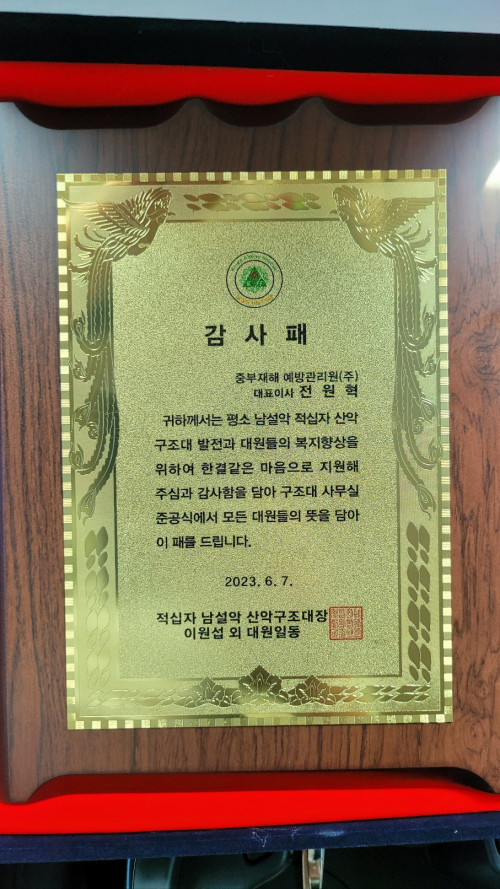 감사패
중부재해 예방관리원(주)
대표이사 전원혁
귀하께서는 평소 남설악 적십자 산악
구조대 발전과 대원들의 복지향상을
위하여 한결같은 마음으로 지원해
주심과 감사함을 담아 구조대 사무실
준공식에서 모든 대원들의 뜻을 담아
이 패를 드립니다.
2023. 6. 7.
적십자 남설악 산악구조대장
이원섭 외 대원일동